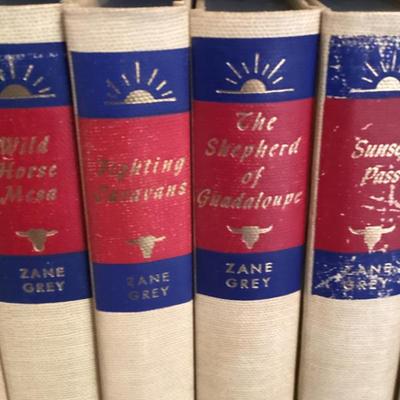 Wild
Horse
Mesa
ZANE
GREY
Fighting
Caravans
ZANE
GREY
The
Shepherd
of
Guadaloupe
ZANE
GREY
Sunset
Pass
ZANE
GREY